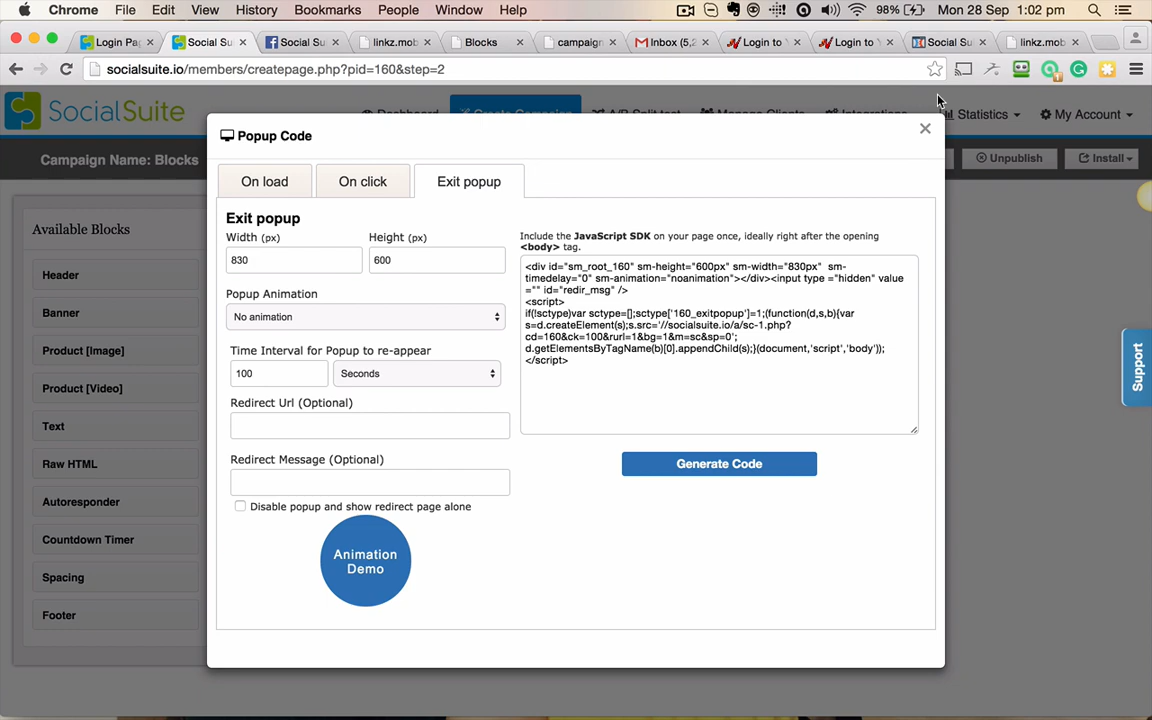 Chrome File Edit View History Bookmarks People Window Help 98% Mon 28 Sep 1:02 pm
Login Pa Social Su Facebook Social Su linkz.mob Blocks campaign Inbox (5,2 Login to Login to Social Su linkz.mob
socialsuite.io/members/createpage.php?pid=160&step=2
SocialSuite Statistics My Account
Campaign Name: Blocks Unpublish Install
Popup Code
On load On click Exit popup
Available Blocks
Header
Banner
Product [Image]
Product [Video]
Text
Raw HTML
Autoresponder
Countdown Timer
Spacing
Footer
Exit popup
Width (px) Height (px)
830 600
Popup Animation
No animation
Time Interval for Popup to re-appear
100 Seconds
Redirect Url (Optional)
Redirect Message (Optional)
Disable popup and show redirect page alone
Animation
Demo
Include the JavaScript SDK on your page once, ideally right after the opening
<body> tag.
<div id="sm_root_160" sm-height="600px" sm-width="830px" sm-
timedelay="0" sm-animation="noanimation"></div><input type ="hidden" value
="" id="redir_msg" />
<script>
if(!sctype)var sctype=[];sctype['160_exitpopup']=1;(function(d,s,b){var
s=d.createElement(s);s.src='//socialsuite.io/a/sc-1.php?
cd=160&ck=100&rurl=1&bg=1&m=sc&sp=0';
d.getElementsByTagName(b)[0].appendChild(s);}(document,'script','body'));
</script>
Generate Code
Support